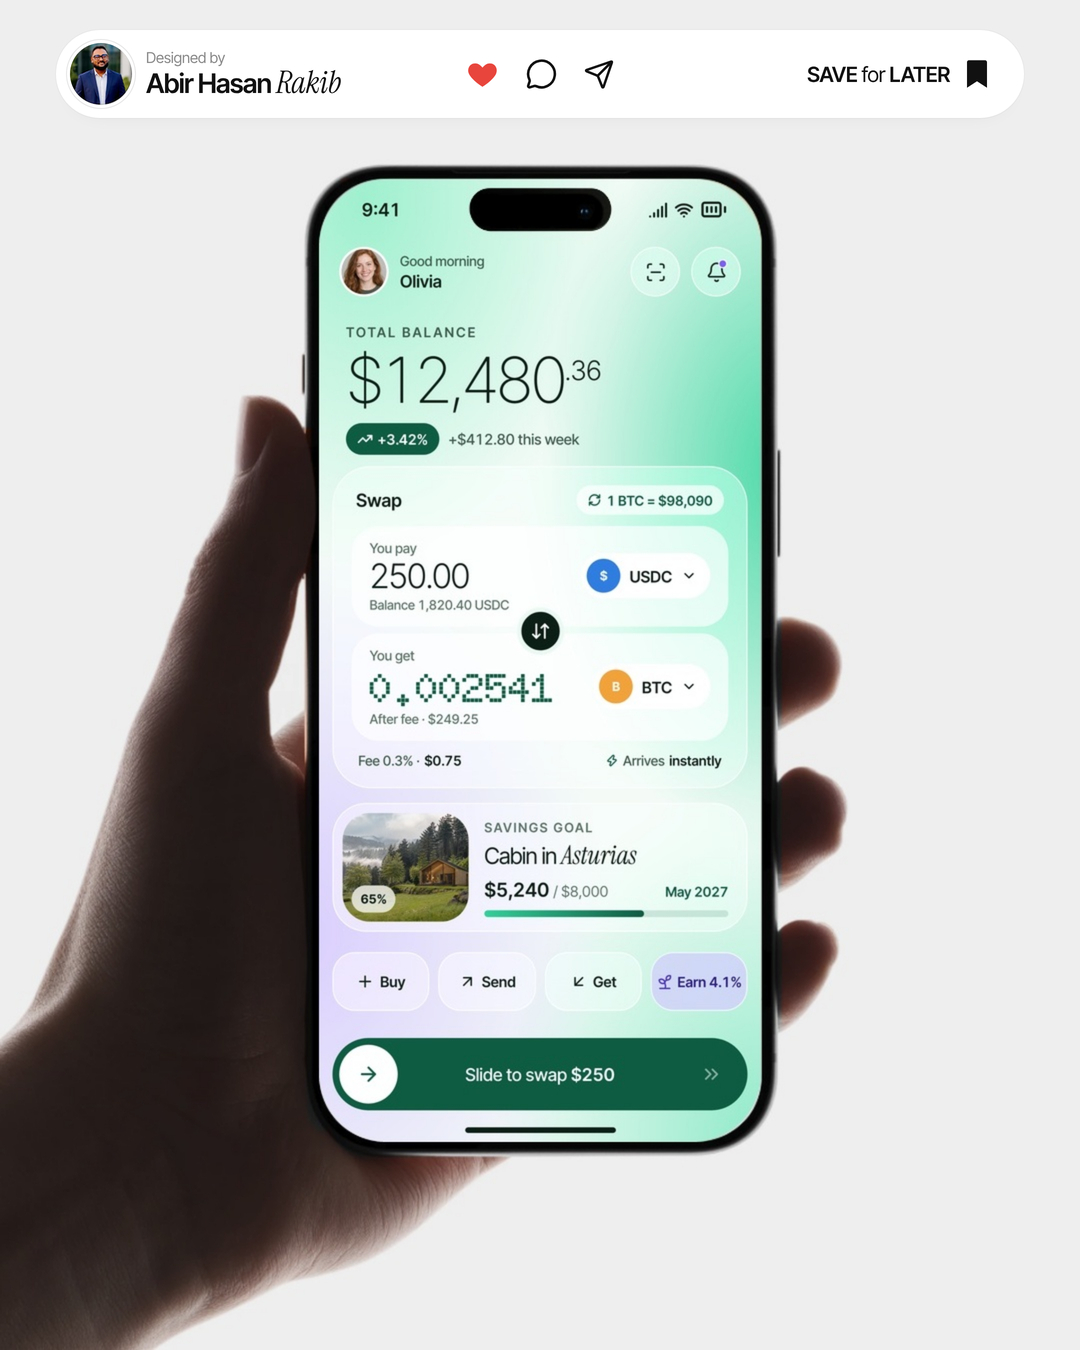 Designed by
Abir Hasan Rakib
SAVE for LATER
9:41
Good morning
Olivia
TOTAL BALANCE
$12,480.36
+3.42% +$412.80 this week
Swap
1 BTC = $98,090
You pay
250.00
USDC
Balance 1,820.40 USDC
You get
0.002541
B BTC
After fee · $249.25
Fee 0.3% · $0.75
Arrives instantly
SAVINGS GOAL
Cabin in Asturias
65%
$5,240 / $8,000
May 2027
+ Buy
Send
Get
Earn 4.1%
Slide to swap $250